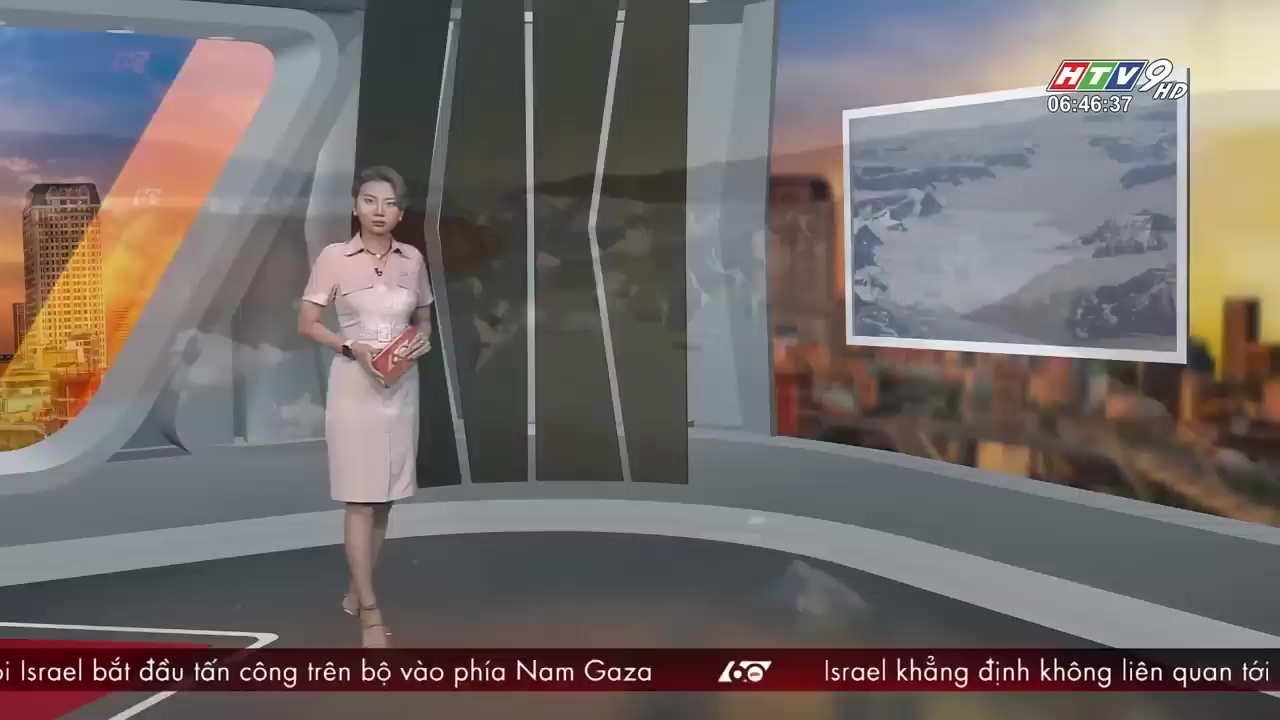 HTV9
HD
06:46:37
Israel bắt đầu tấn công trên bộ vào phía Nam Gaza
60
Israel khẳng định không liên quan tới